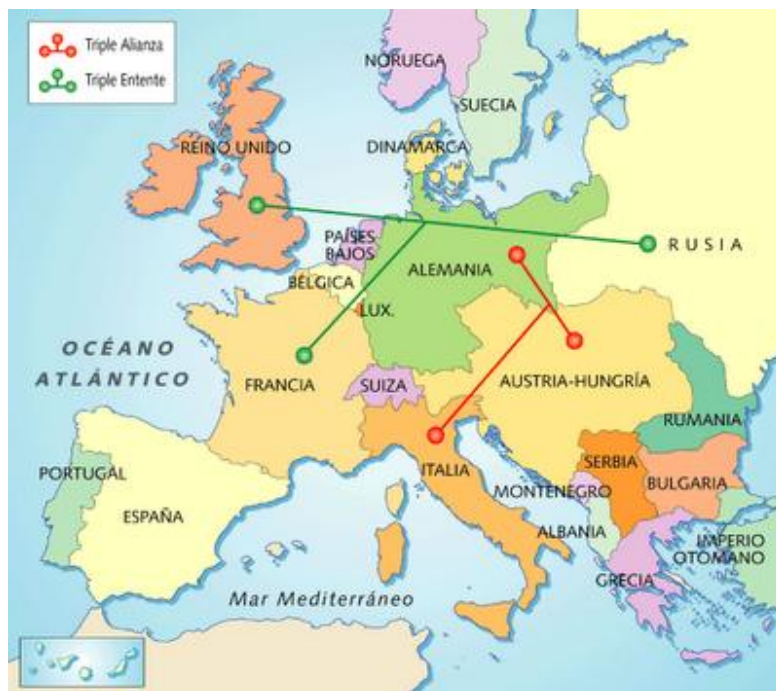 Triple Alianza
Triple Entente
NORUEGA
SUECIA
REINO UNIDO
DINAMARCA
PAÍSES
BAJOS
RUSIA
ALEMANIA
BÉLGICA
LUX.
OCÉANO
ATLÁNTICO
FRANCIA
SUIZA
AUSTRIA-HUNGRÍA
RUMANIA
ITALIA
SERBIA
BULGARIA
MONTENEGRO
PORTUGAL
ESPAÑA
ALBANIA
IMPERIO
OTOMANO
GRECIA
Mar Mediterráneo